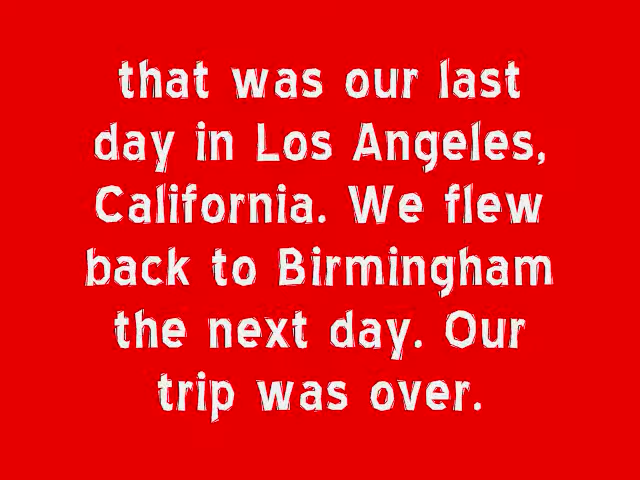 that was our last
day in Los Angeles,
California. We flew
back to Birmingham
the next day. Our
trip was over.